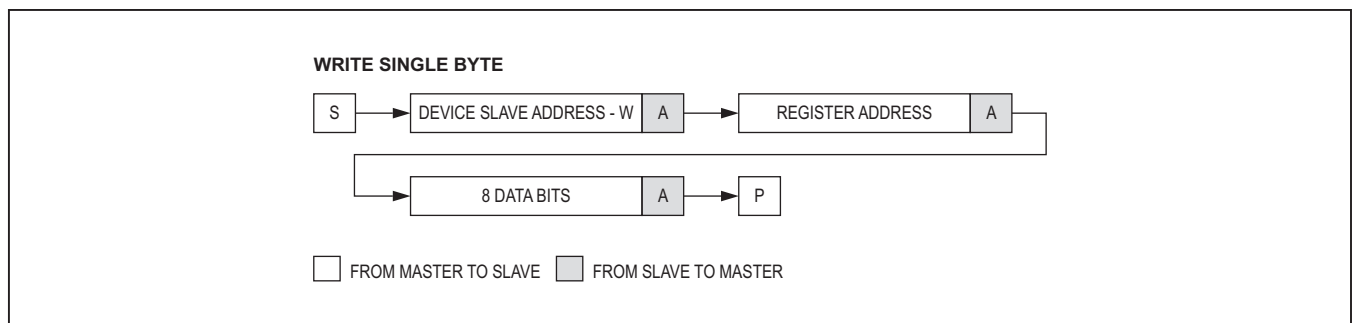 WRITE SINGLE BYTE
S DEVICE SLAVE ADDRESS - W A REGISTER ADDRESS A
8 DATA BITS A P
FROM MASTER TO SLAVE FROM SLAVE TO MASTER